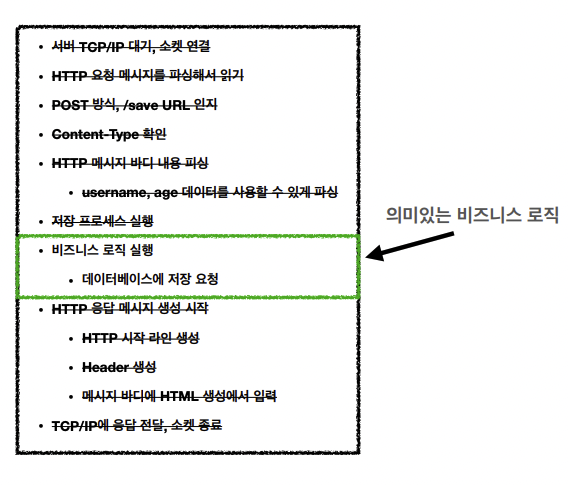 • 서버 TCP/IP 대기, 소켓 연결
• HTTP 요청 메시지를 파싱해서 읽기
• POST 방식, /save URL 인지
• Content-Type 확인
• HTTP 메시지 바디 내용 피싱
• username, age 데이터를 사용할 수 있게 파싱
• 저장 프로세스 실행
• 비즈니스 로직 실행
• 데이터베이스에 저장 요청
의미있는 비즈니스 로직
• HTTP 응답 메시지 생성 시작
• HTTP 시작 라인 생성
• Header 생성
• 메시지 바디에 HTML 생성에서 입력
• TCP/IP에 응답 전달, 소켓 종료